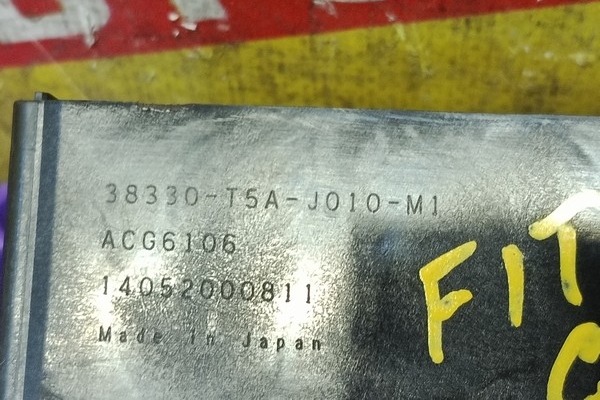 38330-T5A-J010-M1
ACG6106
14052000811
Made in Japan
FIT